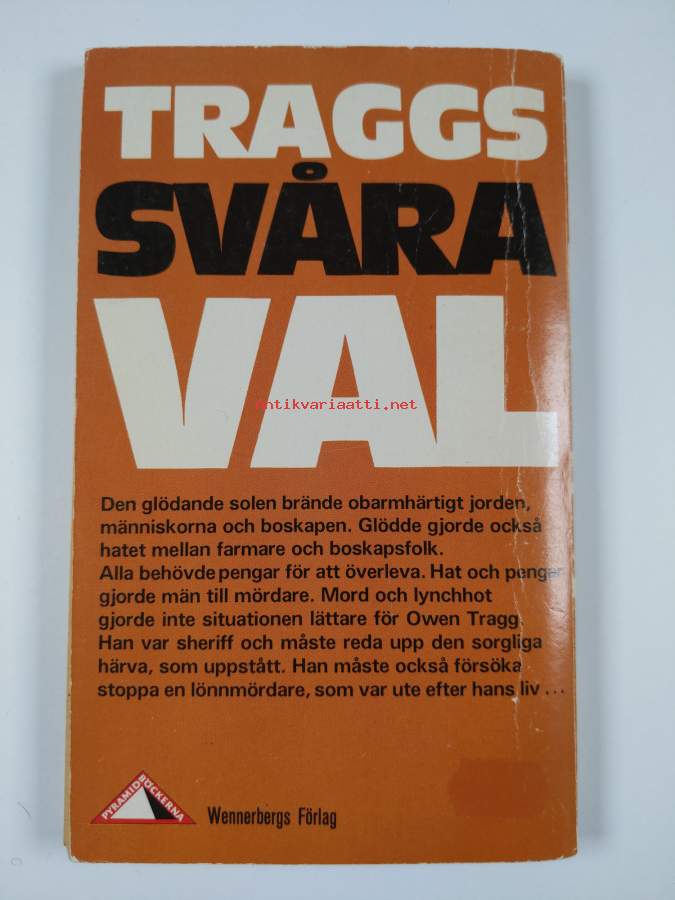 TRAGGS
SVÅRA
VAL
antikvariaatti.net
Den glödande solen brände obarmhärtigt jorden,
människorna och boskapen. Glödde gjorde också
hatet mellan farmare och boskapsfolk.
Alla behövde pengar för att överleva. Hat och pengar
gjorde män till mördare. Mord och lynchhot
gjorde inte situationen lättare för Owen Tragg.
Han var sheriff och måste reda upp den sorgliga
härva, som uppstått. Han måste också försöka
stoppa en lönnmördare, som var ute efter hans liv...
PYRAMIDBÖCKERNA
Wennerbergs Förlag